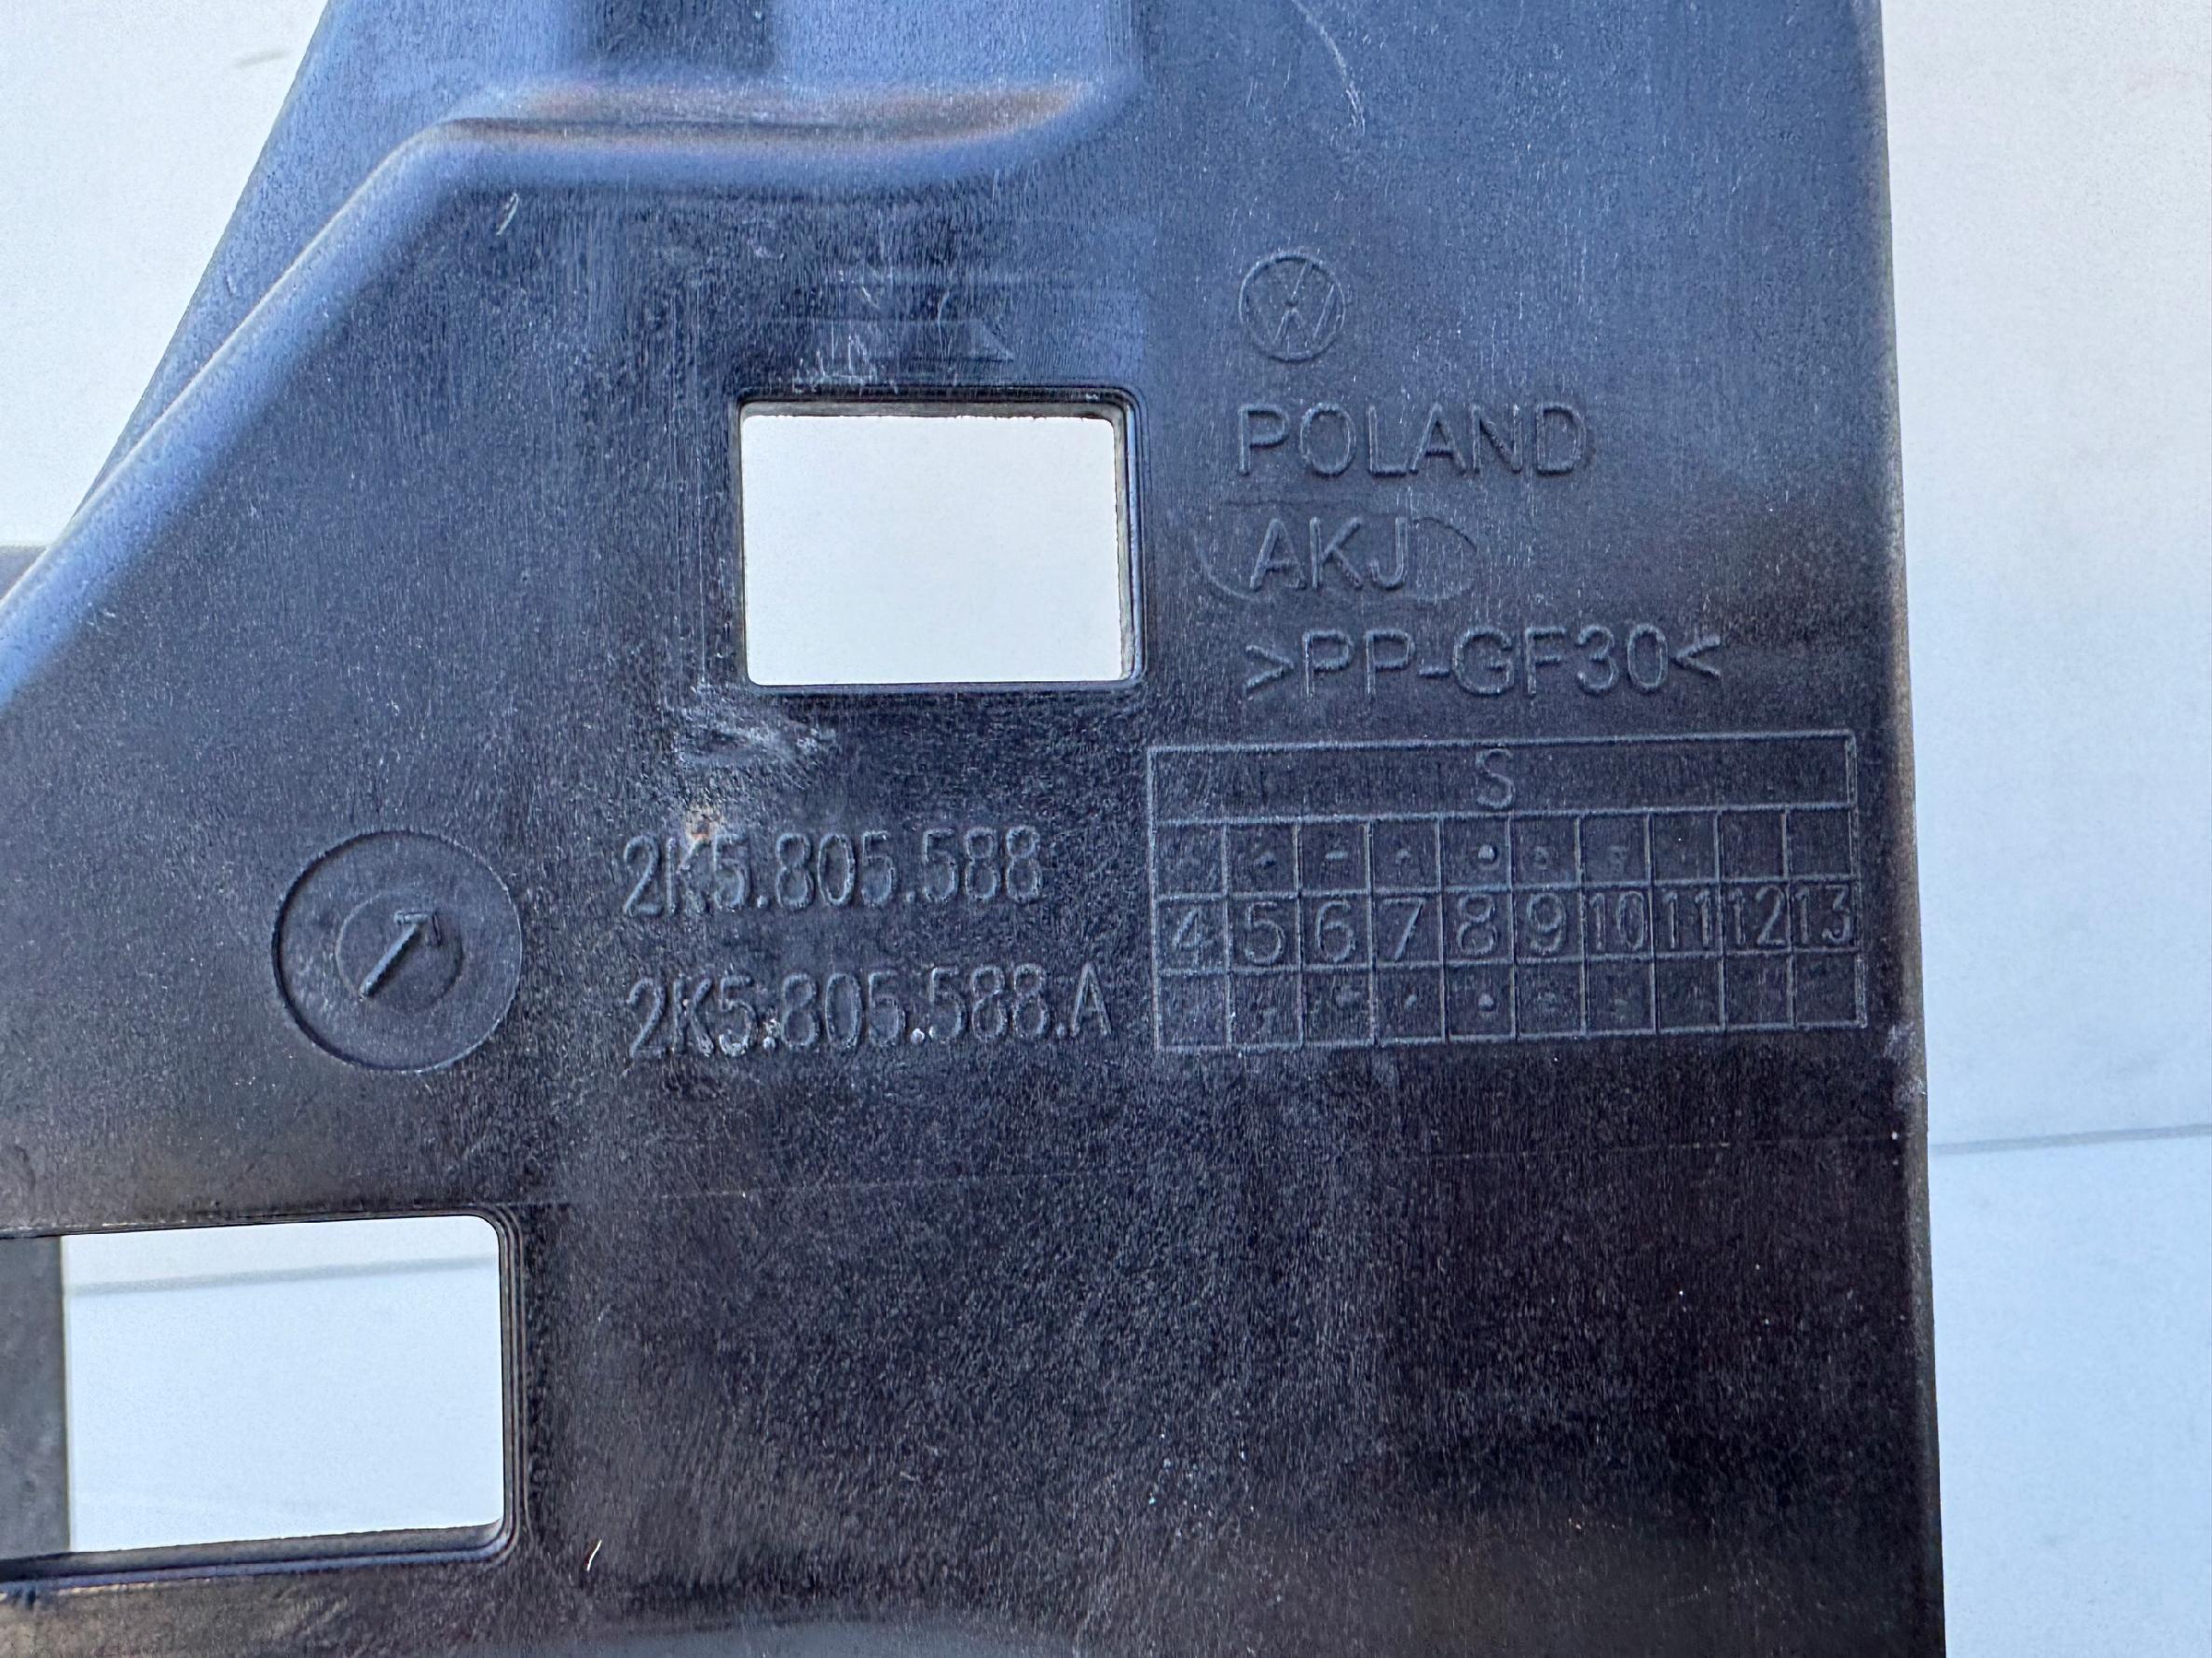 POLAND
AKJ
>PP-GF30<
S
4 5 6 7 8 9 10 11 12 13
2K5.805.588
2K5.805.588.A